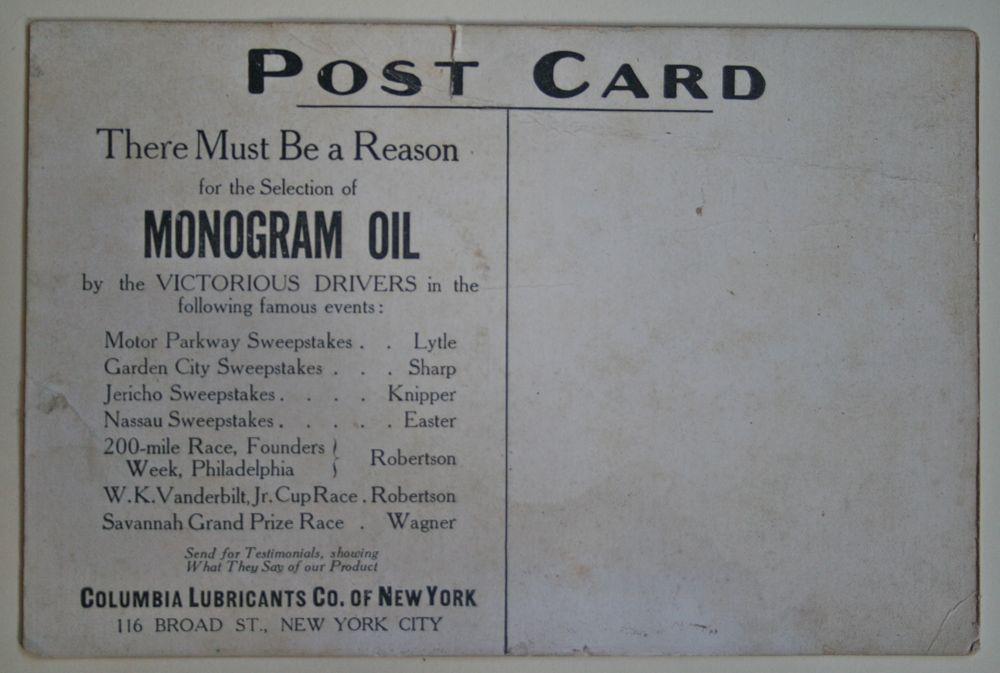 POST CARD
There Must Be a Reason
for the Selection of
MONOGRAM OIL
by the VICTORIOUS DRIVERS in the
following famous events:
Motor Parkway Sweepstakes . . Lytle
Garden City Sweepstakes . . . Sharp
Jericho Sweepstakes . . . . Knipper
Nassau Sweepstakes . . . . . Easter
200-mile Race, Founders
Week, Philadelphia } Robertson
W.K.Vanderbilt, Jr. Cup Race . Robertson
Savannah Grand Prize Race . Wagner
Send for Testimonials, showing
What They Say of our Product
COLUMBIA LUBRICANTS CO. OF NEW YORK
116 BROAD ST., NEW YORK CITY